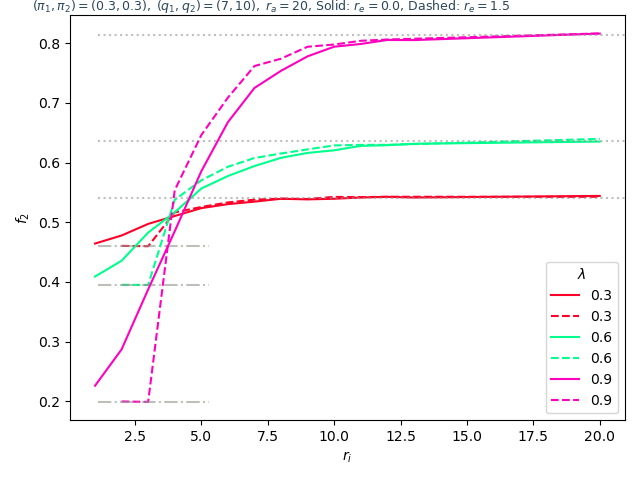 (π₁, π₂) = (0.3, 0.3), (q₁, q₂) = (7, 10), rₐ = 20, Solid: rₑ = 0.0, Dashed: rₑ = 1.5
0.8
0.7
0.6
0.5
0.4
0.3
0.2
f₂
λ
0.3
0.3
0.6
0.6
0.9
0.9
2.5 5.0 7.5 10.0 12.5 15.0 17.5 20.0
rᵢ